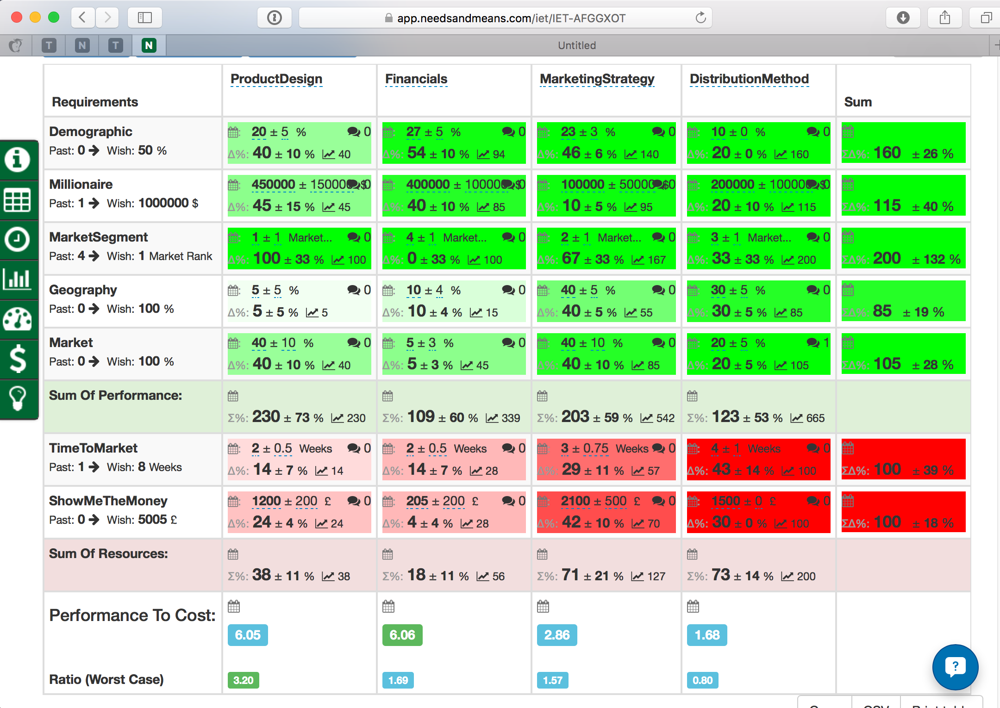 app.needsandmeans.com/iet/IET-AFGGXOT
T N T N Untitled
Requirements ProductDesign Financials MarketingStrategy DistributionMethod Sum
Demographic 20 ± 5 % 0 27 ± 5 % 0 23 ± 3 % 0 10 ± 0 % 0
Past: 0 → Wish: 50 % Δ%: 40 ± 10 % 40 Δ%: 54 ± 10 % 94 Δ%: 46 ± 6 % 140 Δ%: 20 ± 0 % 160 ΣΔ%: 160 ± 26 %
Millionaire 450000 ± 150000 $ 0 400000 ± 100000 $ 0 100000 ± 50000 $ 0 200000 ± 100000 $ 0
Past: 1 → Wish: 1000000 $ Δ%: 45 ± 15 % 45 Δ%: 40 ± 10 % 85 Δ%: 10 ± 5 % 95 Δ%: 20 ± 10 % 115 ΣΔ%: 115 ± 40 %
MarketSegment 1 ± 1 Market... 0 4 ± 1 Market... 0 2 ± 1 Market... 0 3 ± 1 Market... 0
Past: 4 → Wish: 1 Market Rank Δ%: 100 ± 33 % 100 Δ%: 0 ± 33 % 100 Δ%: 67 ± 33 % 167 Δ%: 33 ± 33 % 200 ΣΔ%: 200 ± 132 %
Geography 5 ± 5 % 0 10 ± 4 % 0 40 ± 5 % 0 30 ± 5 % 0
Past: 0 → Wish: 100 % Δ%: 5 ± 5 % 5 Δ%: 10 ± 4 % 15 Δ%: 40 ± 5 % 55 Δ%: 30 ± 5 % 85 ΣΔ%: 85 ± 19 %
Market 40 ± 10 % 0 5 ± 3 % 0 40 ± 10 % 0 20 ± 5 % 1
Past: 0 → Wish: 100 % Δ%: 40 ± 10 % 40 Δ%: 5 ± 3 % 45 Δ%: 40 ± 10 % 85 Δ%: 20 ± 5 % 105 ΣΔ%: 105 ± 28 %
Sum Of Performance:
Σ%: 230 ± 73 % 230 Σ%: 109 ± 60 % 339 Σ%: 203 ± 59 % 542 Σ%: 123 ± 53 % 665
TimeToMarket 2 ± 0.5 Weeks 0 2 ± 0.5 Weeks 0 3 ± 0.75 Weeks 0 4 ± 1 Weeks 0
Past: 1 → Wish: 8 Weeks Δ%: 14 ± 7 % 14 Δ%: 14 ± 7 % 28 Δ%: 29 ± 11 % 57 Δ%: 43 ± 14 % 100 ΣΔ%: 100 ± 39 %
ShowMeTheMoney 1200 ± 200 £ 0 205 ± 200 £ 0 2100 ± 500 £ 0 1500 ± 0 £ 0
Past: 0 → Wish: 5005 £ Δ%: 24 ± 4 % 24 Δ%: 4 ± 4 % 28 Δ%: 42 ± 10 % 70 Δ%: 30 ± 0 % 100 ΣΔ%: 100 ± 18 %
Sum Of Resources:
Σ%: 38 ± 11 % 38 Σ%: 18 ± 11 % 56 Σ%: 71 ± 21 % 127 Σ%: 73 ± 14 % 200
Performance To Cost:
6.05 6.06 2.86 1.68
Ratio (Worst Case) 3.20 1.69 1.57 0.80